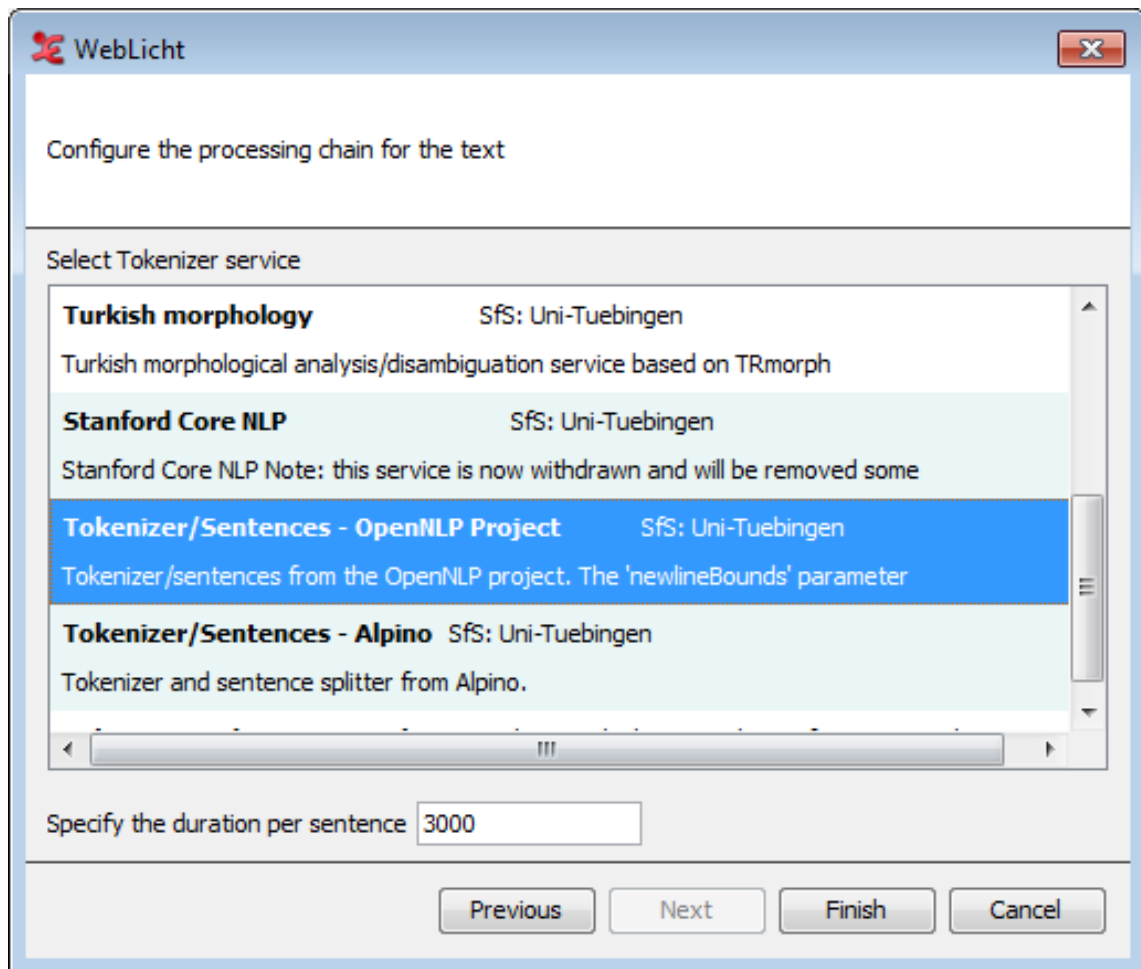 WebLicht
Configure the processing chain for the text
Select Tokenizer service
Turkish morphology SfS: Uni-Tuebingen
Turkish morphological analysis/disambiguation service based on TRmorph
Stanford Core NLP SfS: Uni-Tuebingen
Stanford Core NLP Note: this service is now withdrawn and will be removed some
Tokenizer/Sentences - OpenNLP Project SfS: Uni-Tuebingen
Tokenizer/sentences from the OpenNLP project. The 'newlineBounds' parameter
Tokenizer/Sentences - Alpino SfS: Uni-Tuebingen
Tokenizer and sentence splitter from Alpino.
Specify the duration per sentence 3000
Previous Next Finish Cancel